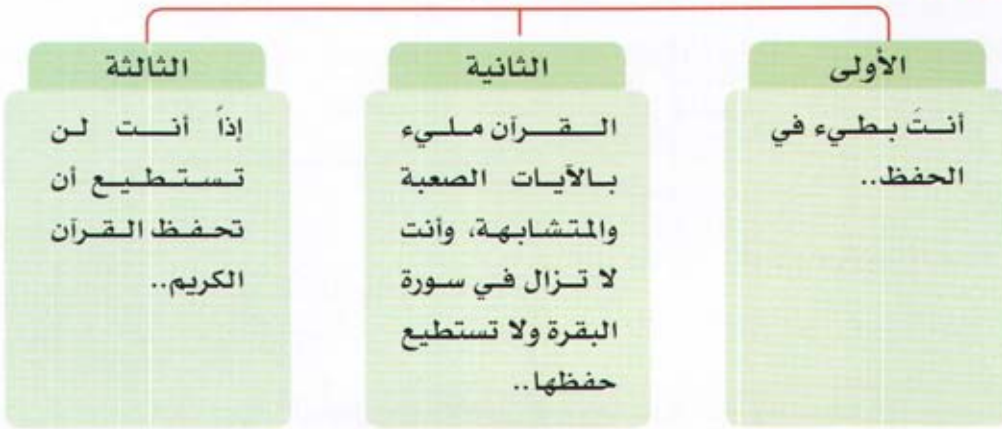 الأولى
أنتَ بطيء في
الحفظ..
الثانية
القرآن مليء
بالآيات الصعبة
والمتشابهة، وأنت
لا تزال في سورة
البقرة ولا تستطيع
حفظها..
الثالثة
إذاً أنت لن
تستطيع أن
تحفظ القرآن
الكريم..